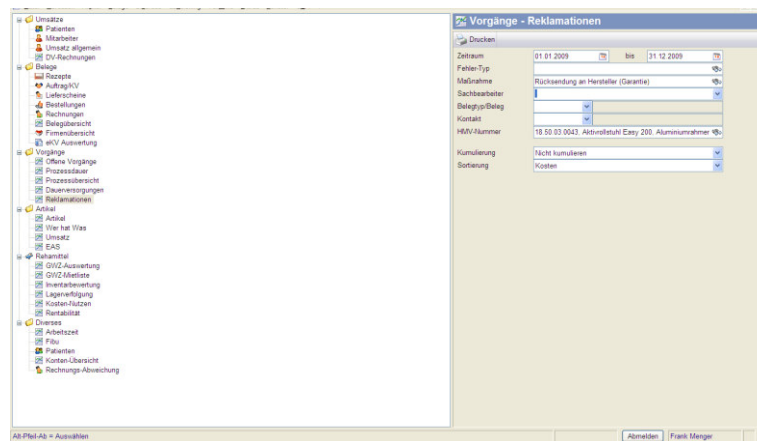 Umsätze
Patienten
Mitarbeiter
Umsatz allgemein
DV-Rechnungen
Belege
Rezepte
Auftrag/KV
Lieferscheine
Bestellungen
Rechnungen
Belegübersicht
Firmenübersicht
eKV Auswertung
Vorgänge
Offene Vorgänge
Prozessdauer
Prozessübersicht
Dauerversorgungen
Reklamationen
Artikel
Artikel
Wer hat Was
Umsatz
EAS
Rehamittel
GWZ-Auswertung
GWZ-Mietliste
Inventarbewertung
Lagerverfolgung
Kosten-Nutzen
Rentabilität
Diverses
Arbeitszeit
Fibu
Patienten
Konten-Übersicht
Rechnungs-Abweichung
Vorgänge - Reklamationen
Drucken
Zeitraum 01.01.2009 bis 31.12.2009
Fehler-Typ
Maßnahme Rücksendung an Hersteller (Garantie)
Sachbearbeiter
Belegtyp/Beleg
Kontakt
HMV-Nummer 18.50.03.0043, Aktivrollstuhl Easy 200, Aluminiumrahmer
Kumulierung Nicht kumulieren
Sortierung Kosten
Alt-Pfeil-Ab = Auswählen Abmelden Frank Menger